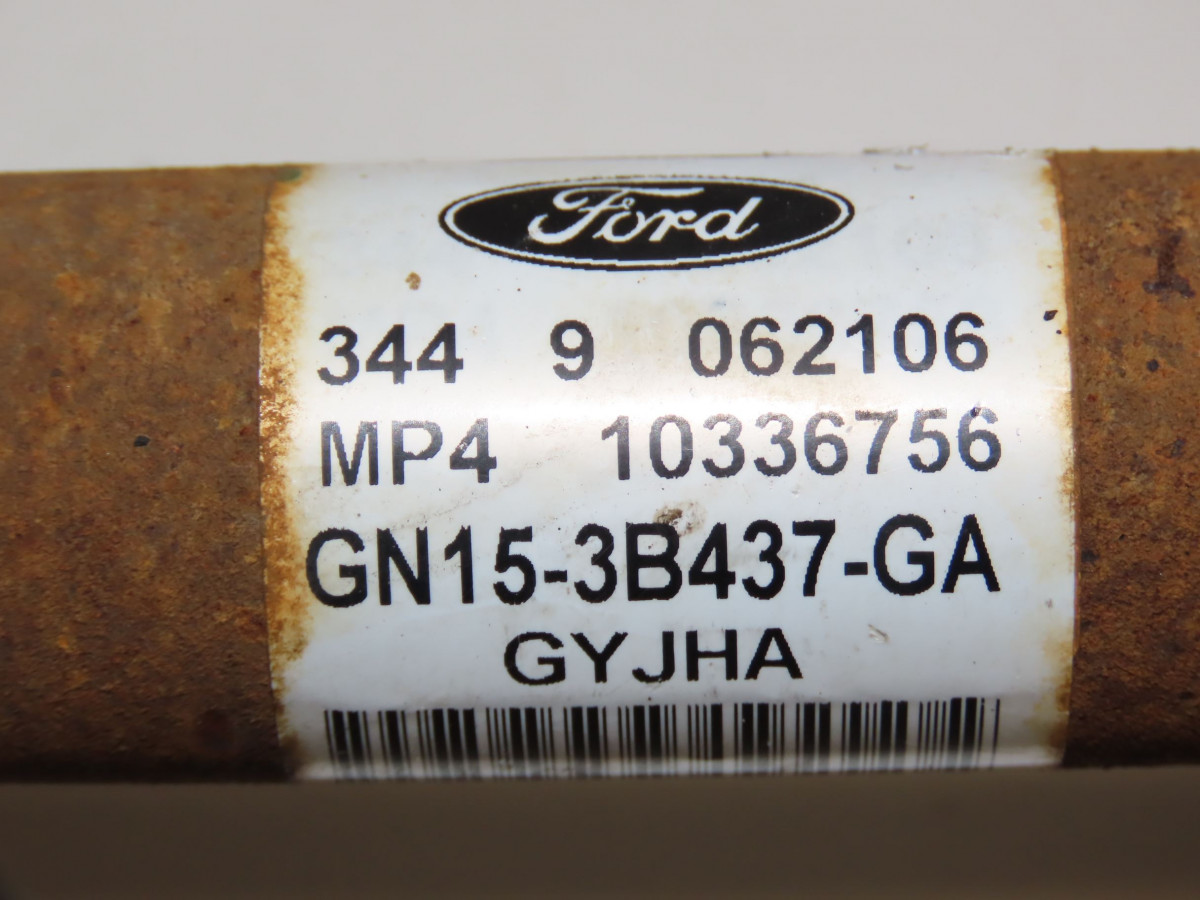 Ford
344 9 062106
MP4 10336756
GN15-3B437-GA
GYJHA